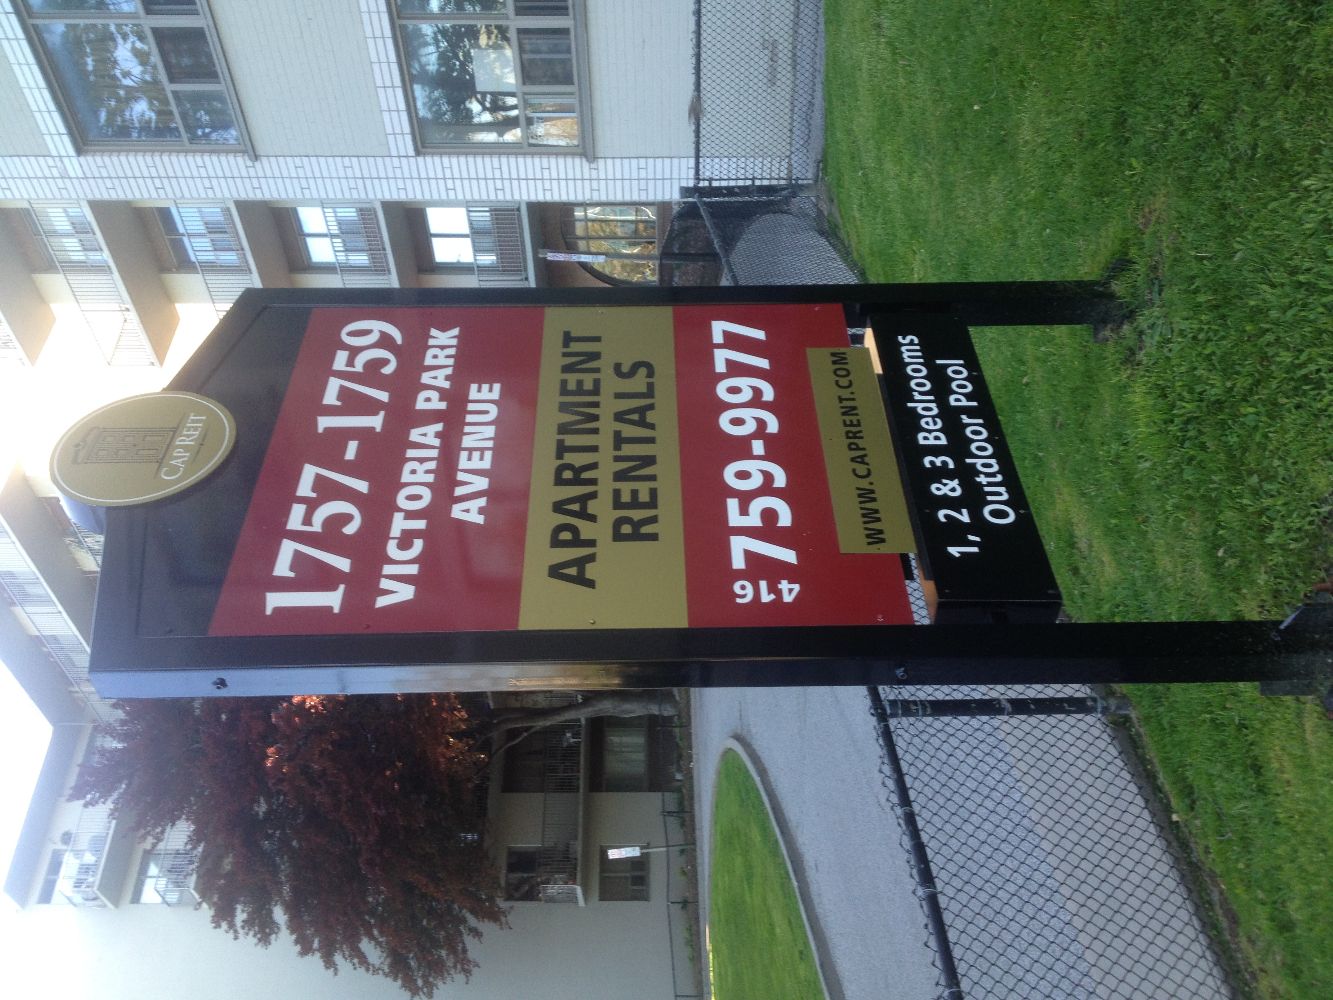 CAP REIT
1757-1759
VICTORIA PARK
AVENUE
APARTMENT
RENTALS
416 759-9977
WWW.CAPRENT.COM
1, 2 & 3 Bedrooms
Outdoor Pool